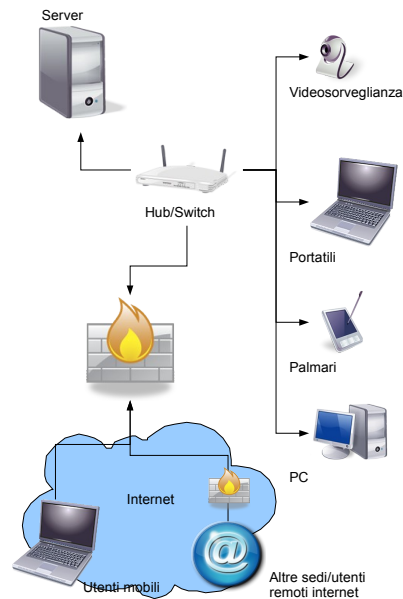 Server
Videosorveglianza
Hub/Switch
Portatili
Palmari
PC
Internet
Utenti mobili
Altre sedi/utenti
remoti internet